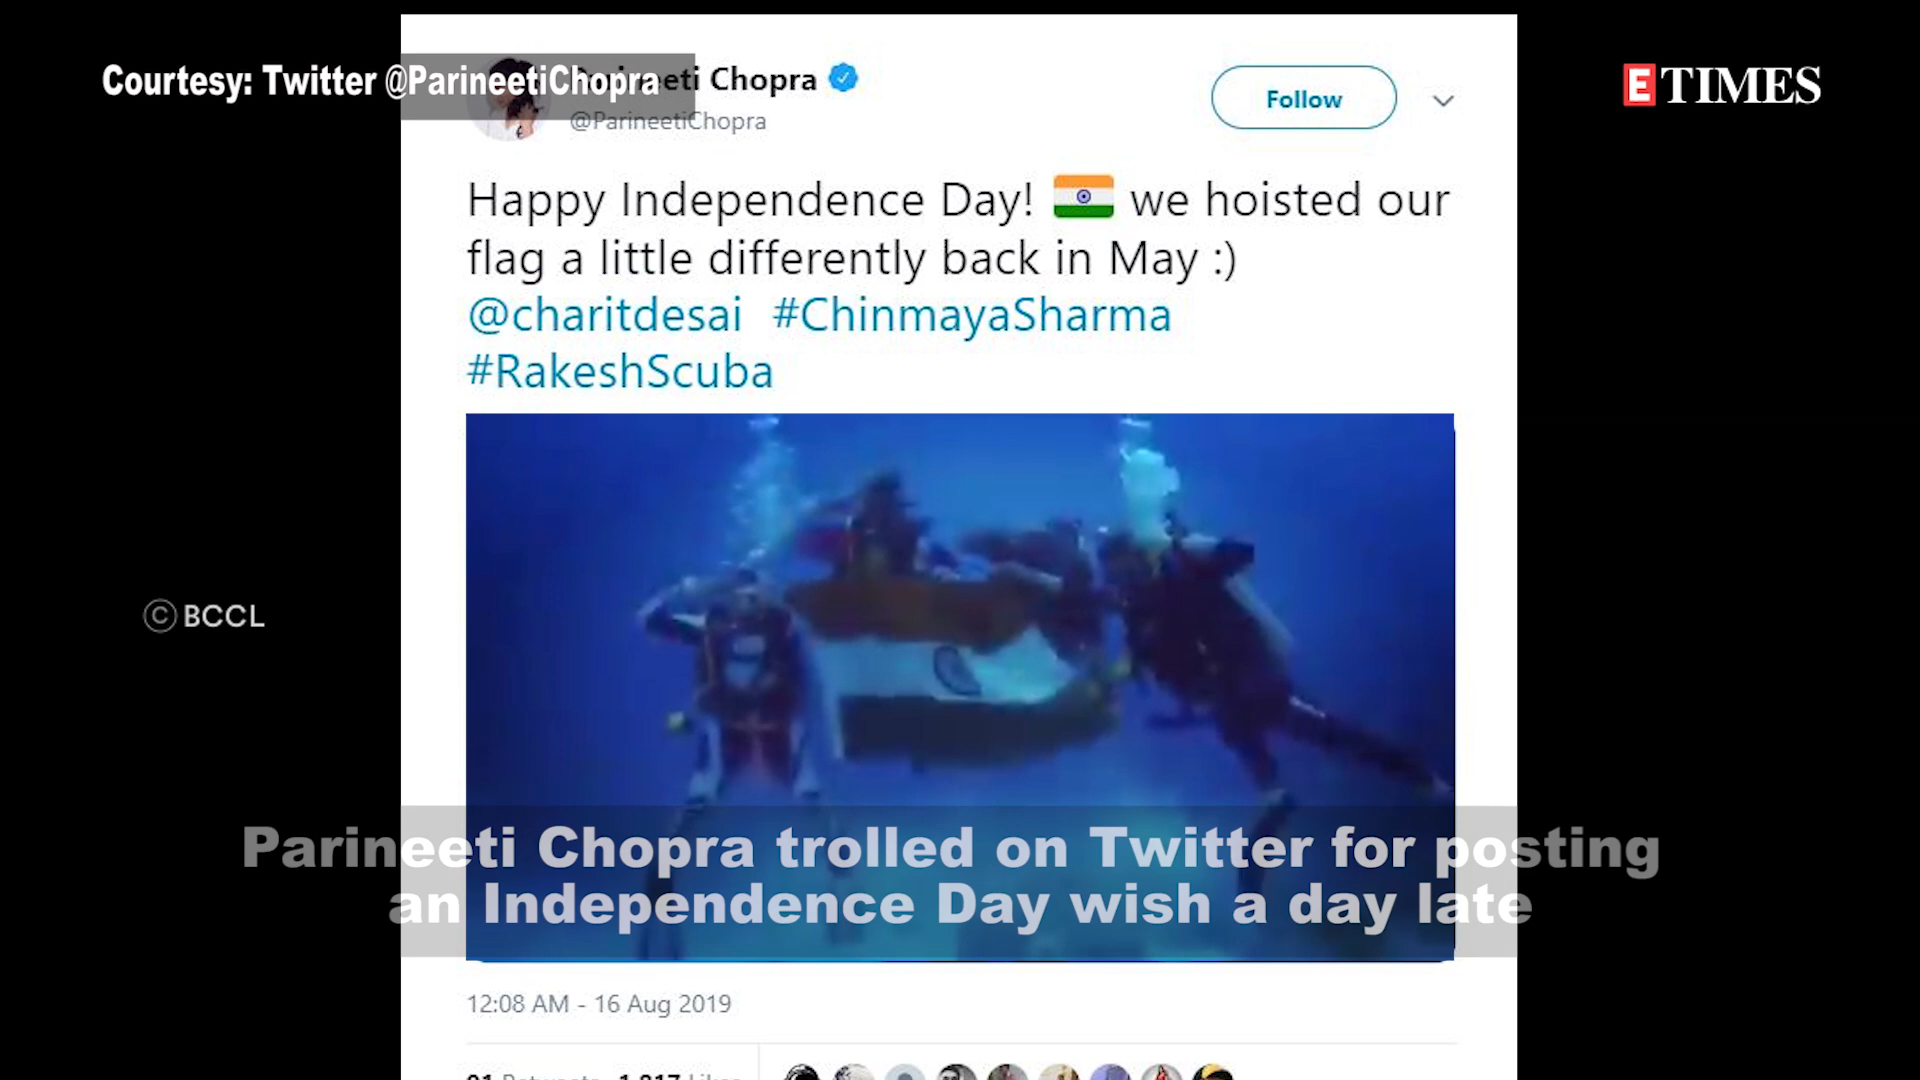 Courtesy: Twitter @ParineetiChopra
Chopra
@ParineetiChopra
Follow
ETIMES
Happy Independence Day! we hoisted our
flag a little differently back in May :)
@charitdesai #ChinmayaSharma
#RakeshScuba
© BCCL
Parineeti Chopra trolled on Twitter for posting
an Independence Day wish a day late
12:08 AM - 16 Aug 2019